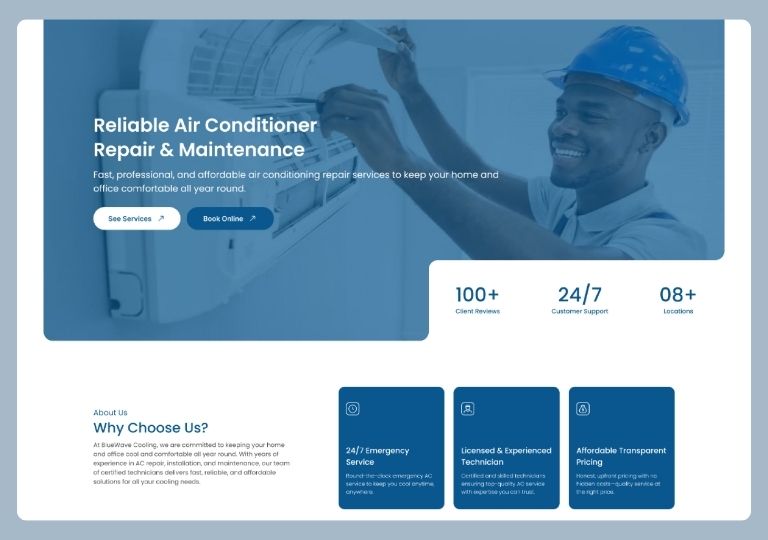 Reliable Air Conditioner
Repair & Maintenance
Fast, professional, and affordable air conditioning repair services to keep your home and
office comfortable all year round.
See Services
Book Online
100+
Client Reviews
24/7
Customer Support
08+
Locations
About Us
Why Choose Us?
At BlueWave Cooling, we are committed to keeping your home
and office cool and comfortable all year round. With years of
experience in AC repair, installation, and maintenance, our team
of certified technicians delivers fast, reliable, and affordable
solutions for all your cooling needs.
24/7 Emergency
Service
Round-the-clock emergency AC
service to keep you cool anytime,
anywhere.
Licensed & Experienced
Technician
Certified and skilled technicians
ensuring top-quality AC service
with expertise you can trust.
Affordable Transparent
Pricing
Honest, upfront pricing with no
hidden costs—quality service at
the right price.